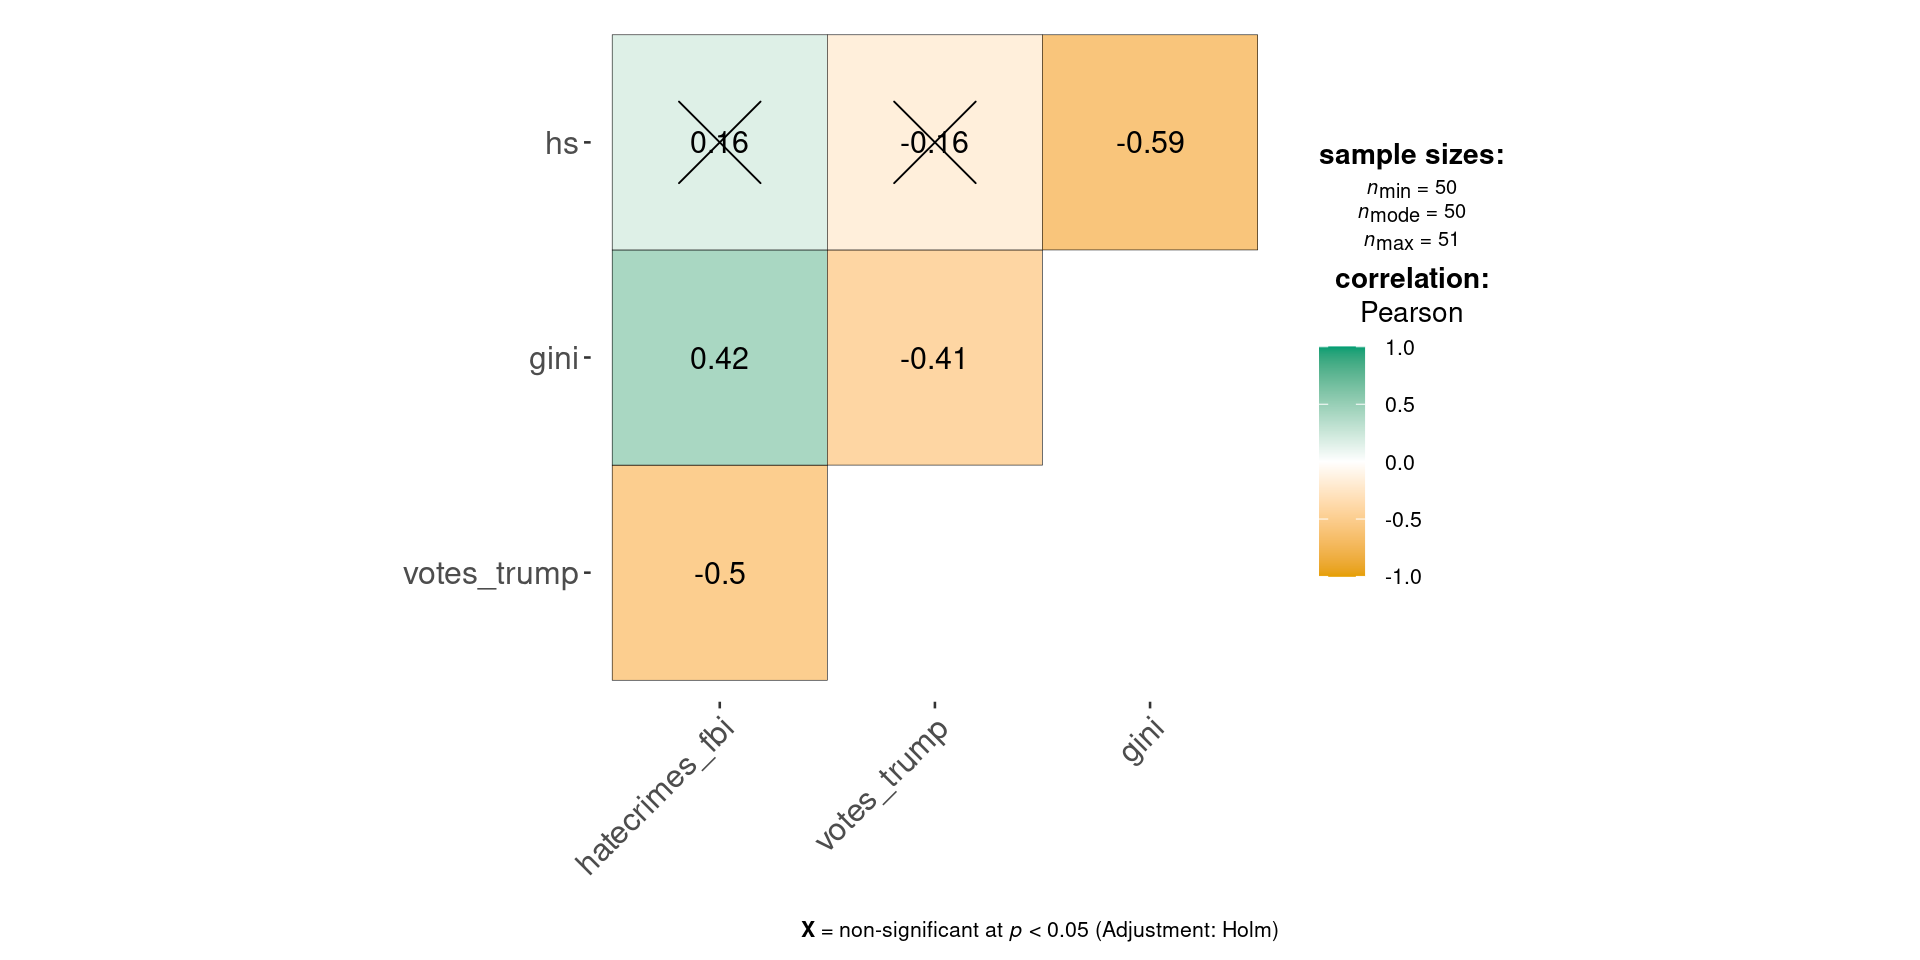 hs
0.16
-0.16
-0.59
gini
0.42
-0.41
votes_trump
-0.5
hatecrimes_fbi
votes_trump
gini
sample sizes:
nmin = 50
nmode = 50
nmax = 51
correlation:
Pearson
1.0
0.5
0.0
-0.5
-1.0
X = non-significant at p < 0.05 (Adjustment: Holm)